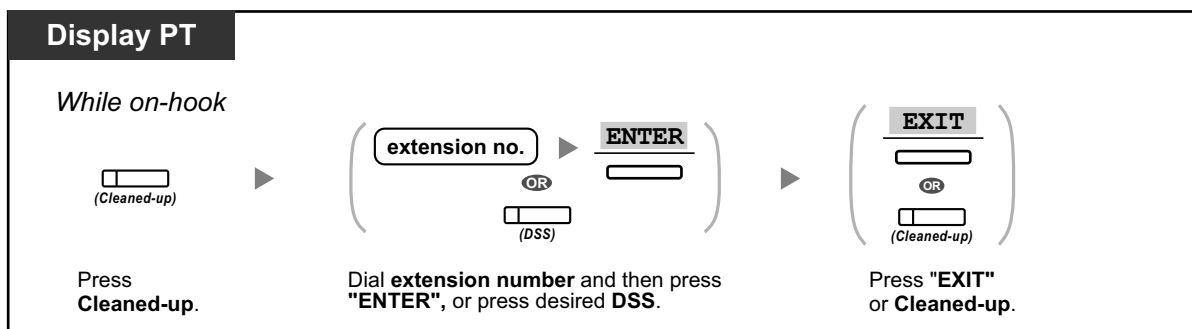 Display PT
While on-hook
(Cleaned-up)
extension no.
ENTER
OR
(DSS)
EXIT
OR
(Cleaned-up)
Press
Cleaned-up.
Dial extension number and then press
"ENTER", or press desired DSS.
Press "EXIT"
or Cleaned-up.